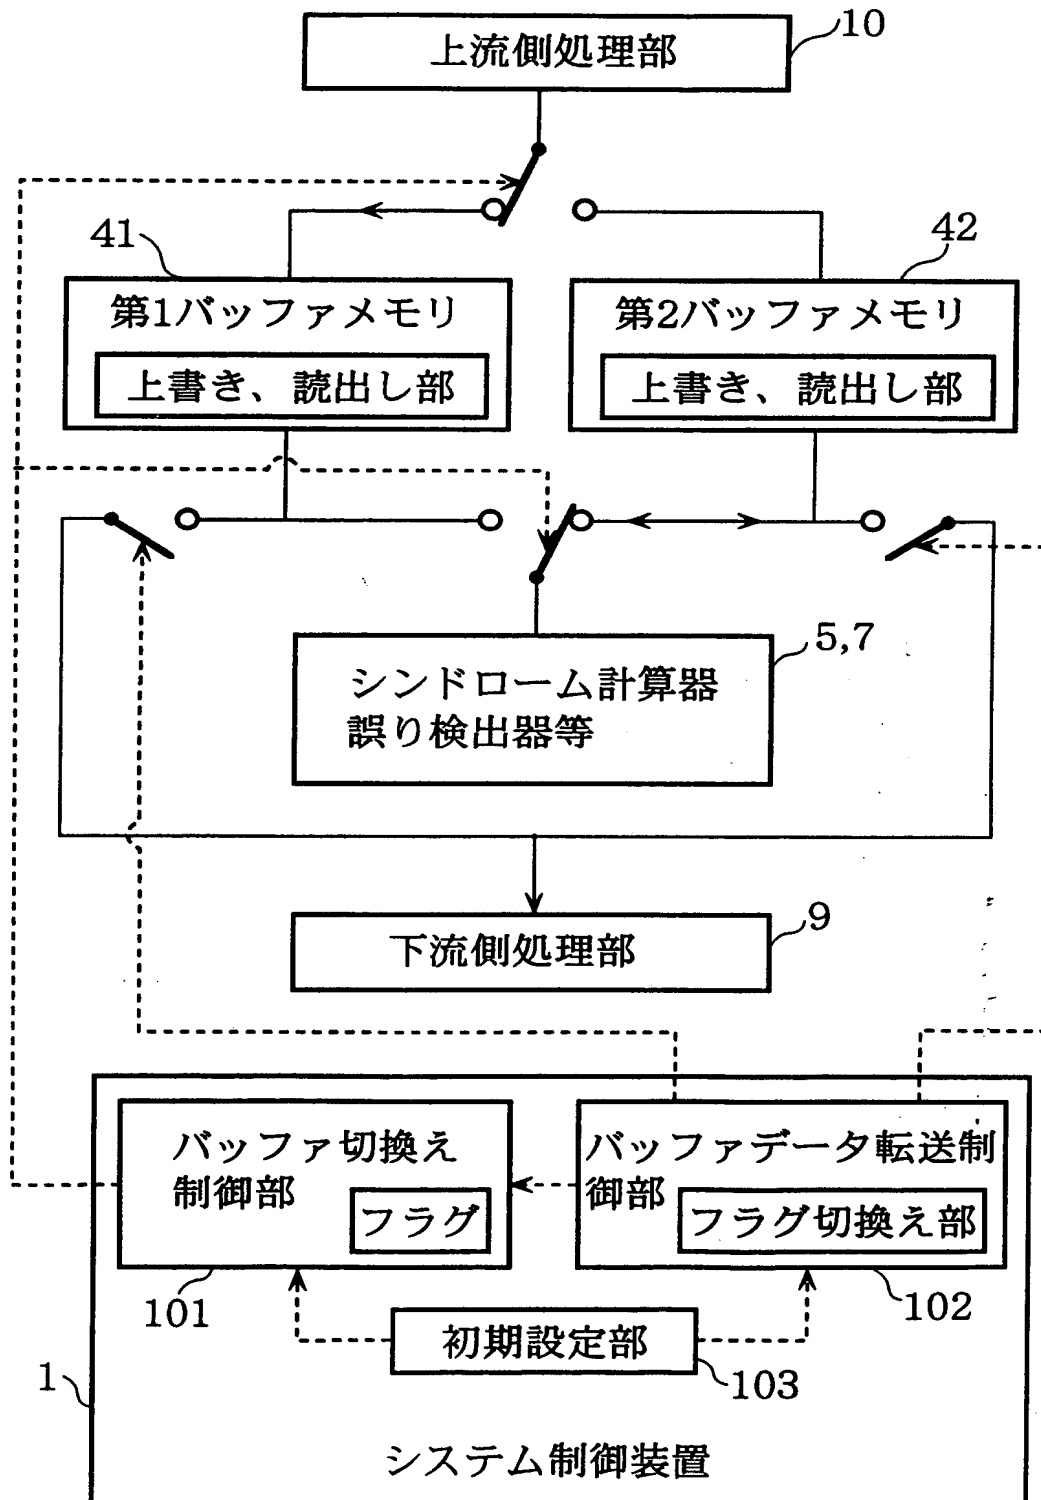 上流側処理部
10
41
42
第1バッファメモリ
上書き、読出し部
第2バッファメモリ
上書き、読出し部
5,7
シンドローム計算器
誤り検出器等
9
下流側処理部
バッファ切換え
制御部
フラグ
バッファデータ転送制
御部
フラグ切換え部
101
102
初期設定部
103
1
システム制御装置